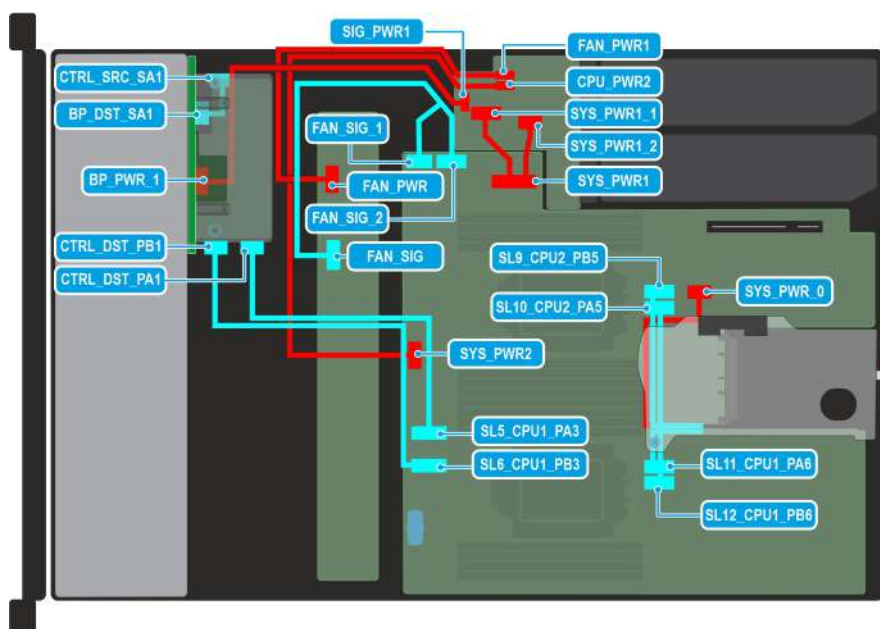 SIG_PWR1
FAN_PWR1
CTRL_SRC_SA1
CPU_PWR2
BP_DST_SA1
SYS_PWR1_1
FAN_SIG_1
SYS_PWR1_2
BP_PWR_1
FAN_PWR
SYS_PWR1
FAN_SIG_2
CTRL_DST_PB1
FAN_SIG
SL9_CPU2_PB5
CTRL_DST_PA1
SYS_PWR_0
SL10_CPU2_PA5
SYS_PWR2
SL5_CPU1_PA3
SL6_CPU1_PB3
SL11_CPU1_PA6
SL12_CPU1_PB6